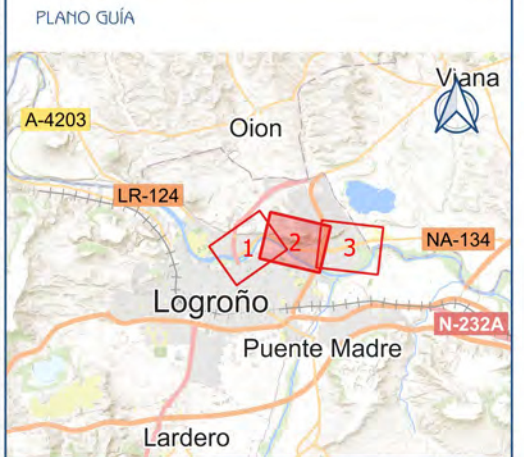 PLANO GUÍA
Viana
A-4203
Oion
LR-124
1
2
3
NA-134
Logroño
N-232A
Puente Madre
Lardero